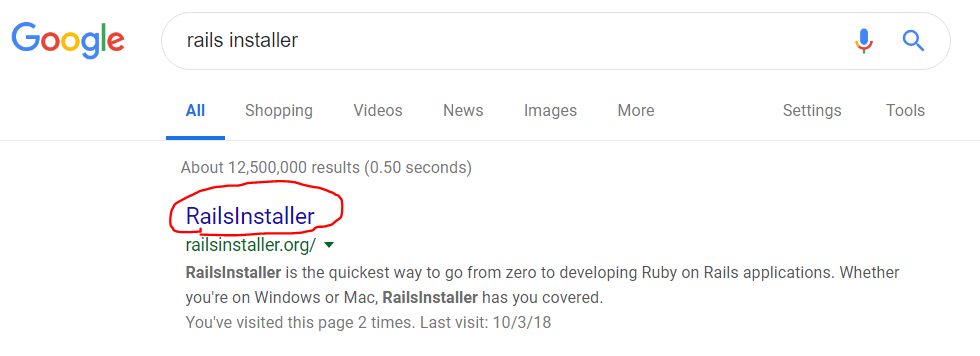 Google
rails installer
All Shopping Videos News Images More Settings Tools
About 12,500,000 results (0.50 seconds)
RailsInstaller
railsinstaller.org/
RailsInstaller is the quickest way to go from zero to developing Ruby on Rails applications. Whether
you're on Windows or Mac, RailsInstaller has you covered.
You've visited this page 2 times. Last visit: 10/3/18